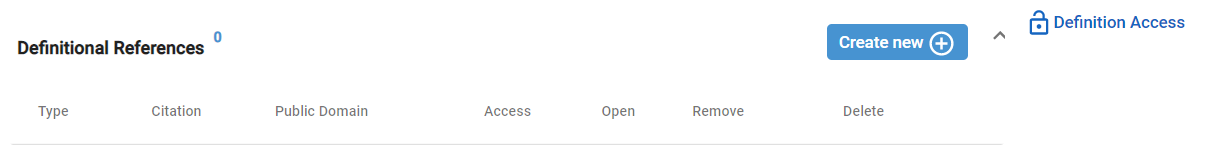 Definitional References 0
Create new
Definition Access
Type Citation Public Domain Access Open Remove Delete